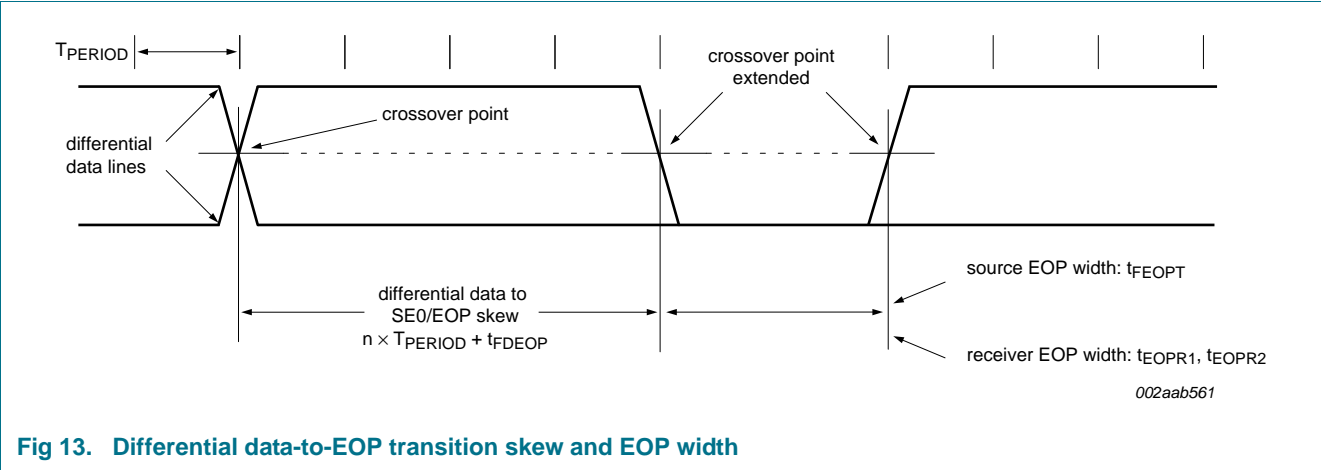 TPERIOD
crossover point
extended
crossover point
differential
data lines
source EOP width: tFEOPT
differential data to
SE0/EOP skew
n × TPERIOD + tFDEOP
receiver EOP width: tEOPR1, tEOPR2
002aab561
Fig 13. Differential data-to-EOP transition skew and EOP width